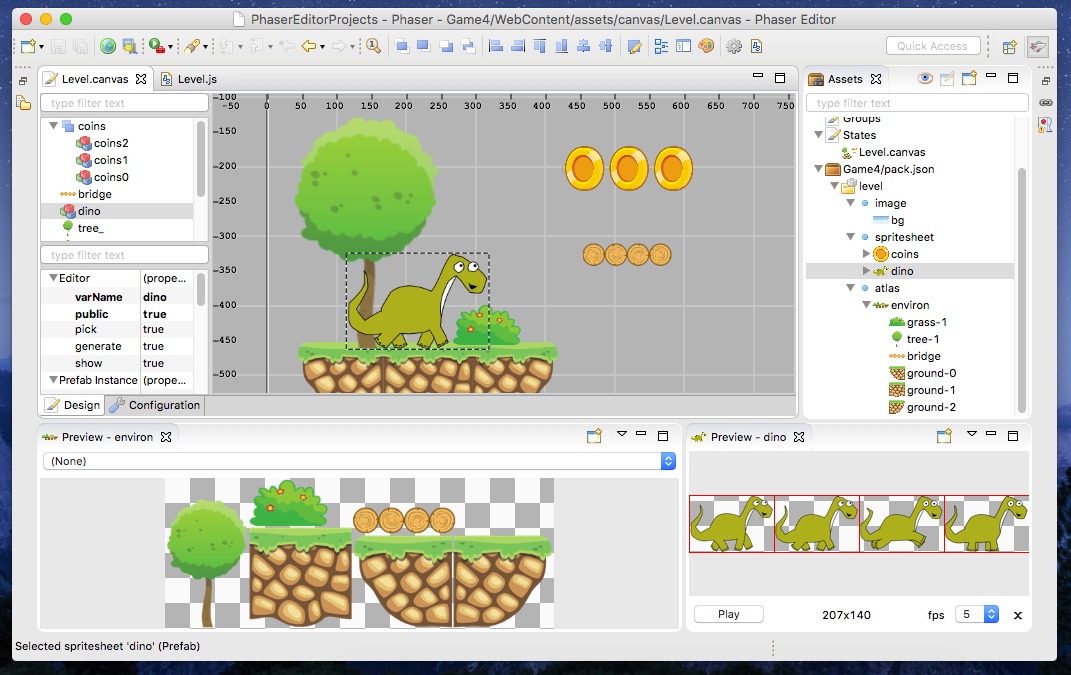 PhaserEditorProjects - Phaser - Game4/WebContent/assets/canvas/Level.canvas - Phaser Editor
Quick Access
Level.canvas
Level.js
type filter text
coins
coins2
coins1
coins0
bridge
dino
tree_
type filter text
Editor (prope...
varName dino
public true
pick true
generate true
show true
Prefab Instance (prope...
Design
Configuration
-50 0 50 100 150 200 250 300 350 400 450 500 550 600 650 700 750
-100
-150
-200
-250
-300
-350
-400
-450
-500
Assets
type filter text
Groups
States
Level.canvas
Game4/pack.json
level
image
bg
spritesheet
coins
dino
atlas
environ
grass-1
tree-1
bridge
ground-0
ground-1
ground-2
Preview - environ
(None)
Preview - dino
Play
207x140
fps
5
x
Selected spritesheet 'dino' (Prefab)